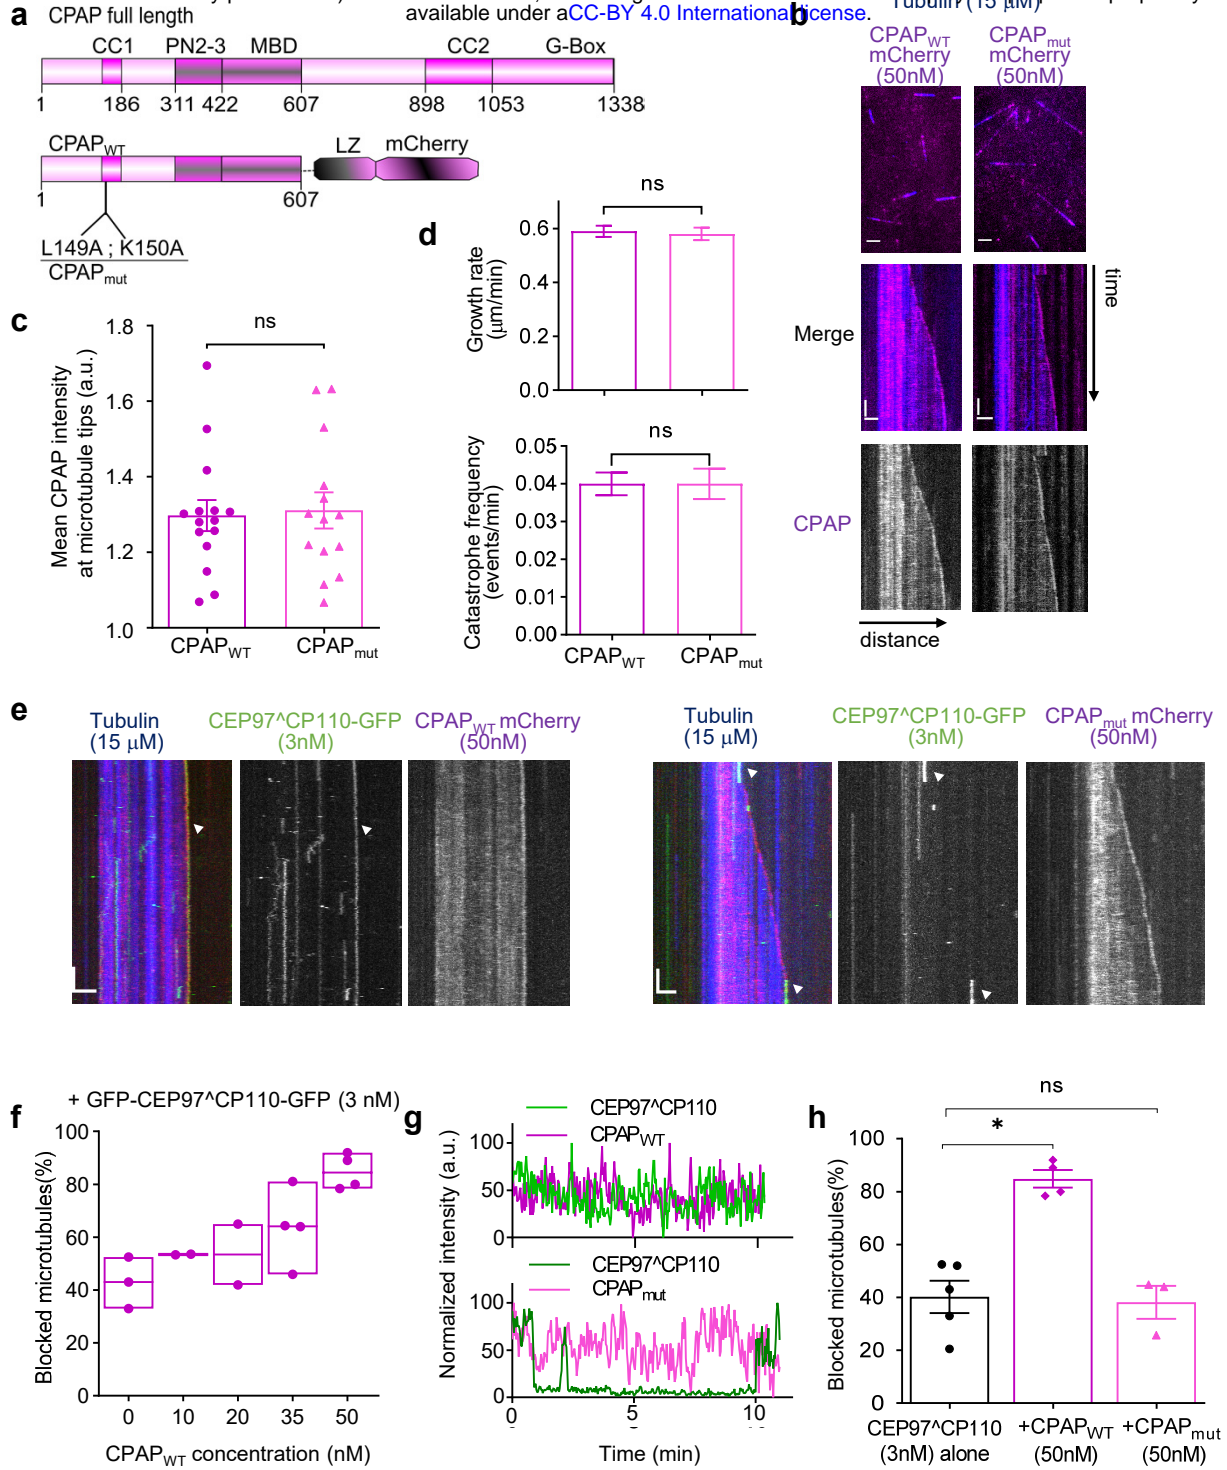 available under aCC-BY 4.0 International license.
a
CPAP full length
CC1 PN2-3 MBD CC2 G-Box
1 186 311 422 607 898 1053 1338
CPAPWT
LZ mCherry
1 607
L149A ; K150A
CPAPmut
b
Tubulin (15 µM)
CPAPWT
mCherry
(50nM)
CPAPmut
mCherry
(50nM)
time
Merge
CPAP
distance
c
Mean CPAP intensity
at microtubule tips (a.u.)
1.8
1.6
1.4
1.2
1.0
ns
CPAPWT CPAPmut
d
Growth rate
(µm/min)
0.6
0.4
0.2
0.0
ns
Catastrophe frequency
(events/min)
0.05
0.04
0.03
0.02
0.01
0.00
ns
CPAPWT CPAPmut
e
Tubulin
(15 µM)
CEP97^CP110-GFP
(3nM)
CPAPWT mCherry
(50nM)
Tubulin
(15 µM)
CEP97^CP110-GFP
(3nM)
CPAPmut mCherry
(50nM)
f
+ GFP-CEP97^CP110-GFP (3 nM)
Blocked microtubules(%)
100
80
60
40
20
0
0 10 20 35 50
CPAPWT concentration (nM)
g
CEP97^CP110
CPAPWT
Normalized intensity (a.u.)
100
50
0
CEP97^CP110
CPAPmut
100
50
0
0 5 10
Time (min)
h
ns
*
Blocked microtubules(%)
100
80
60
40
20
0
CEP97^CP110
(3nM) alone
+CPAPWT
(50nM)
+CPAPmut
(50nM)